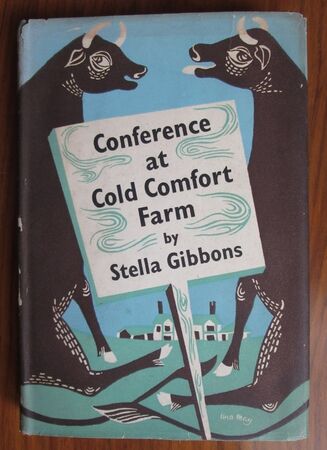 Conference
at
Cold Comfort
Farm
by
Stella Gibbons